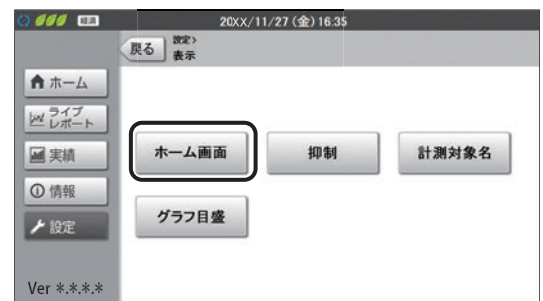 経済
20XX/11/27 (金) 16:35
戻る
設定>
表示
ホーム
ライブ
レポート
実績
情報
設定
ホーム画面
抑制
計測対象名
グラフ目盛
Ver *.*.*.*